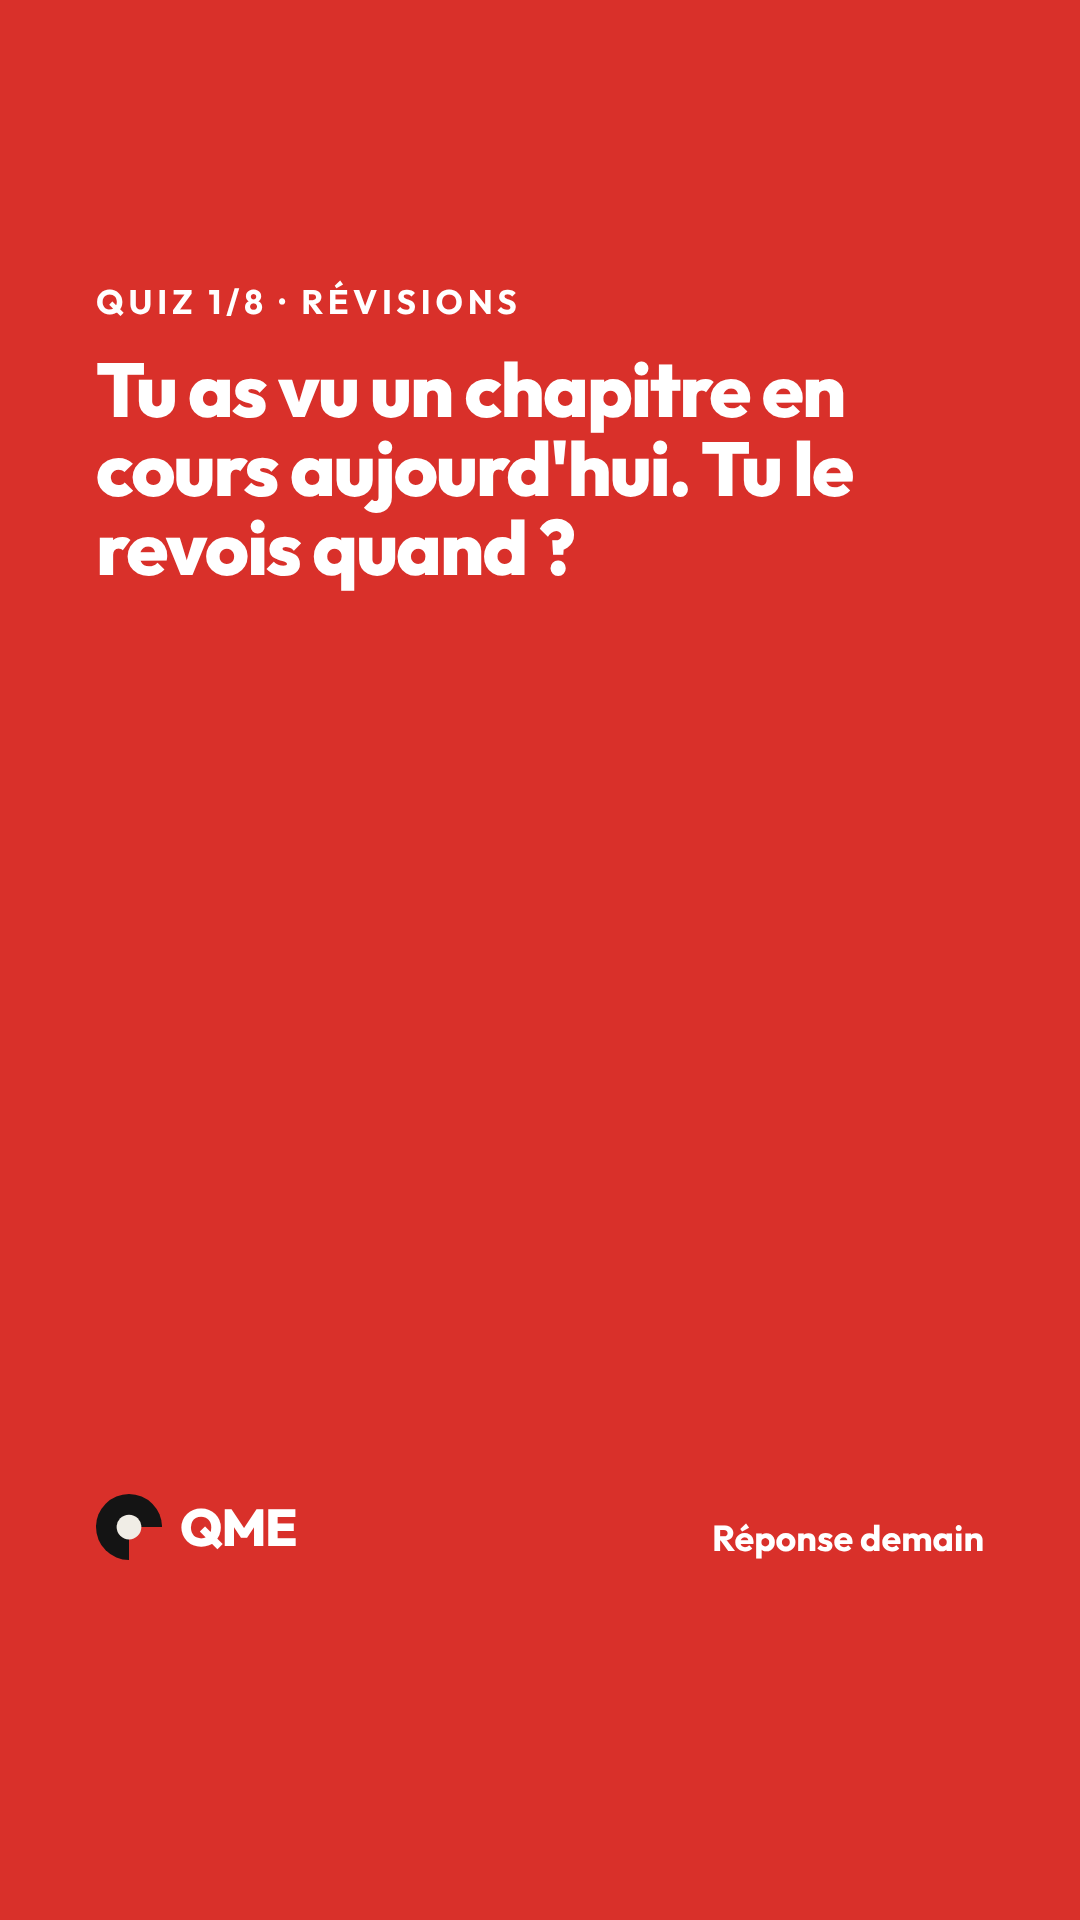 QUIZ 1/8 · RÉVISIONS
Tu as vu un chapitre en
cours aujourd'hui. Tu le
revois quand ?
QME
Réponse demain